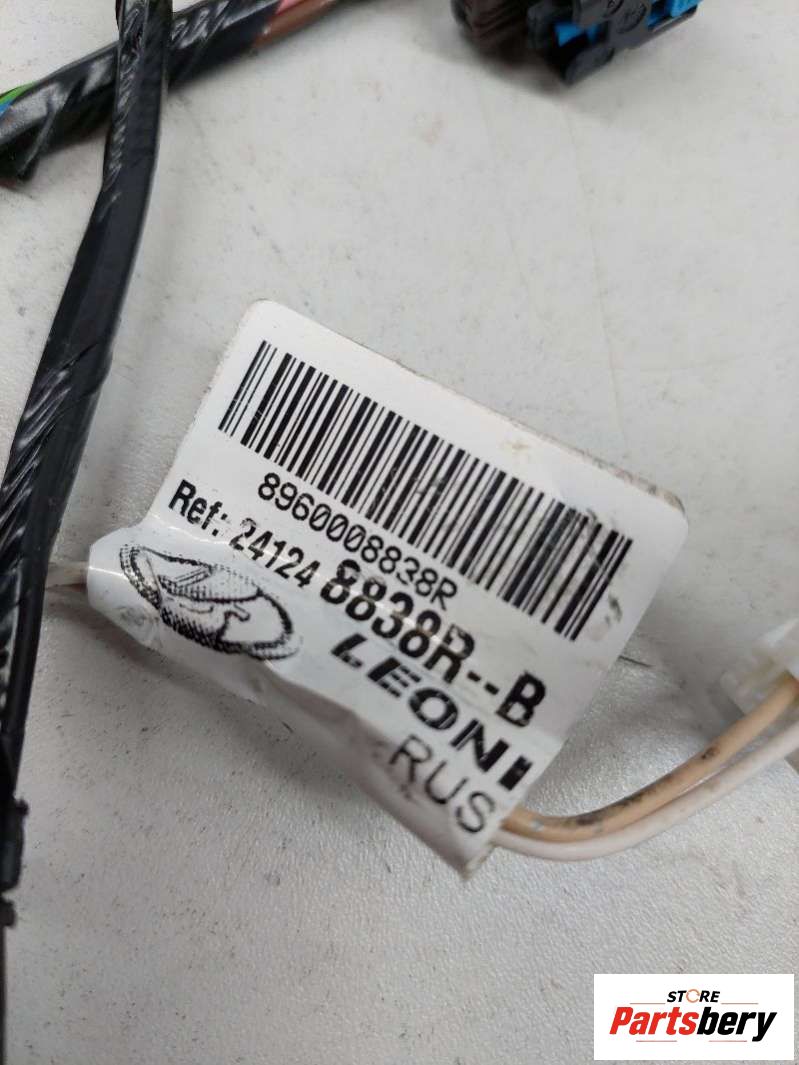 8960008838R
Ref: 24124 8838R--B
LEONI
RUS
STORE
Partsbery